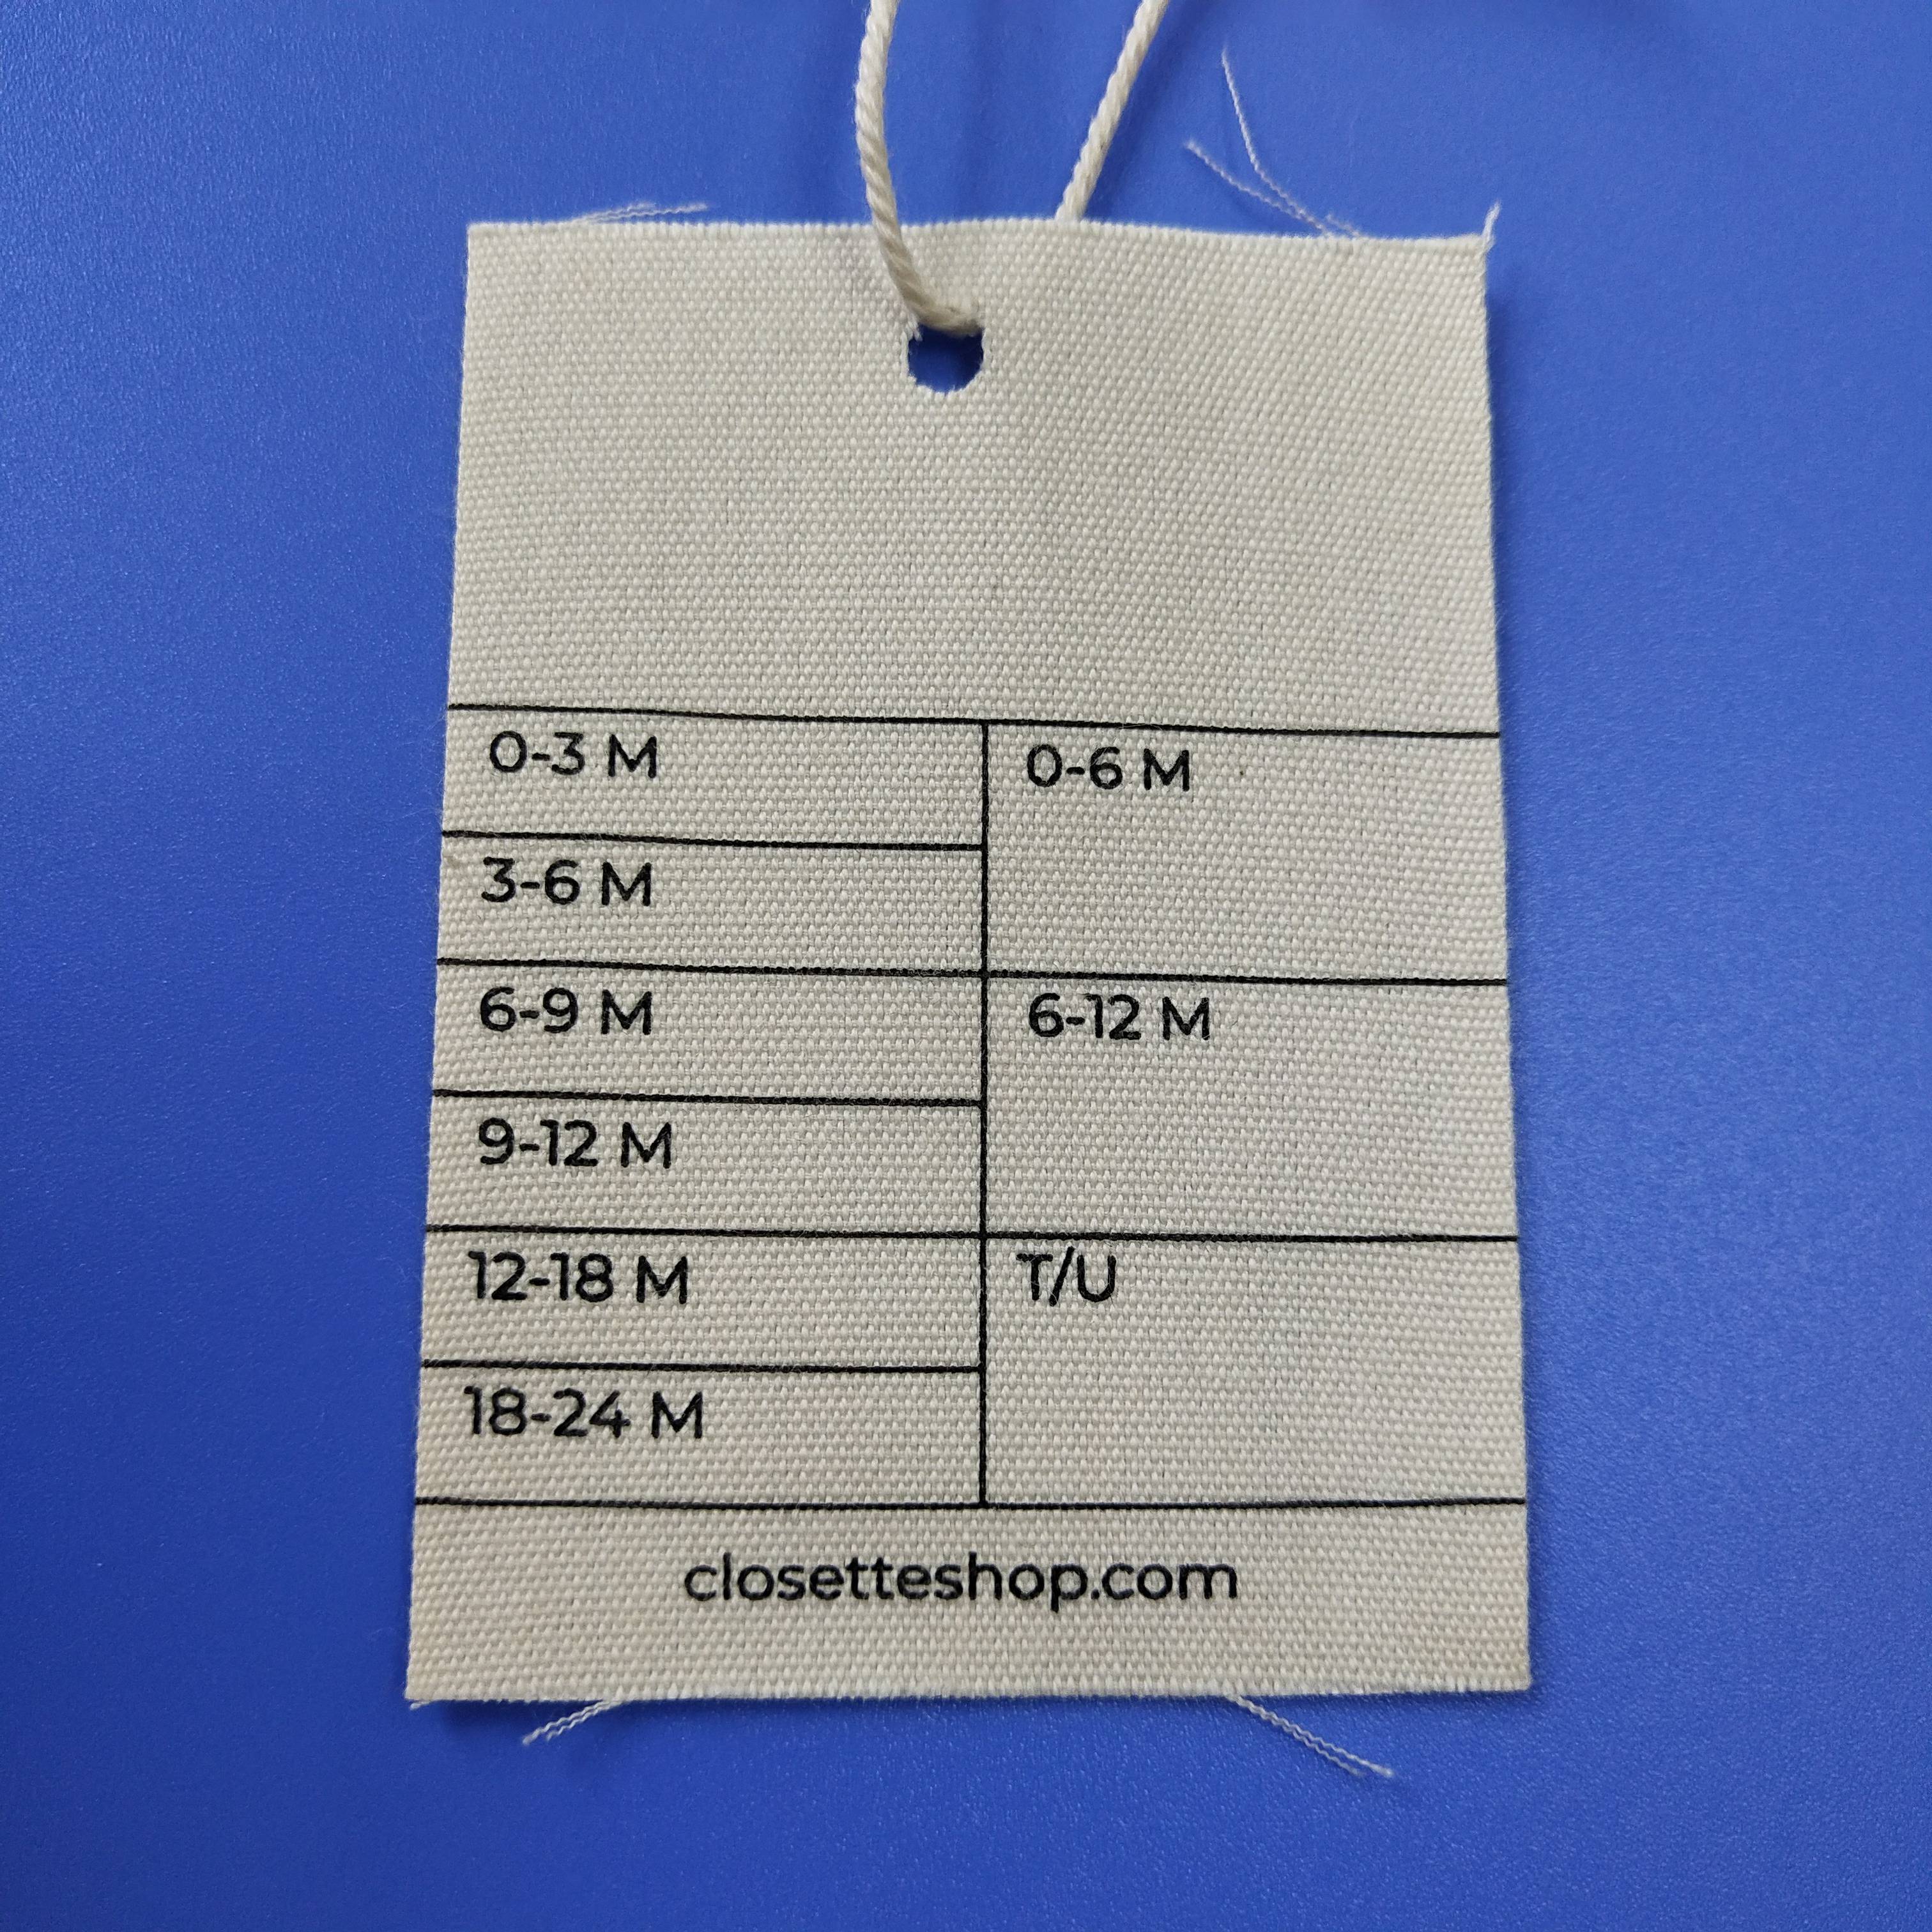 0-3 M
0-6 M
3-6 M
6-9 M
6-12 M
9-12 M
12-18 M
T/U
18-24 M
closetteshop.com